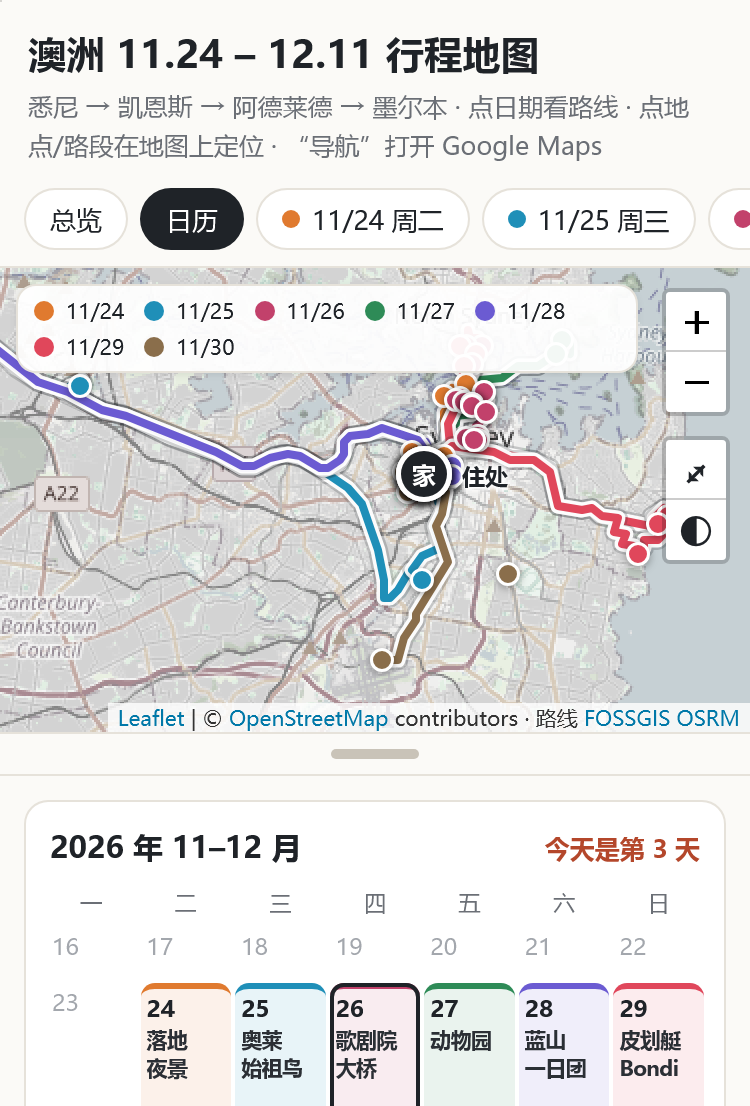 澳洲 11.24 – 12.11 行程地图
悉尼 → 凯恩斯 → 阿德莱德 → 墨尔本 · 点日期看路线 · 点地
点/路段在地图上定位 · “导航”打开 Google Maps
总览
日历
11/24 周二
11/25 周三
11/24
11/25
11/26
11/27
11/28
11/29
11/30
+
−
A22
家
住处
Canterbury-
Bankstown
Council
Leaflet | © OpenStreetMap contributors · 路线 FOSSGIS OSRM
2026 年 11–12 月
今天是第 3 天
一 二 三 四 五 六 日
16 17 18 19 20 21 22
23 24 25 26 27 28 29
落地 奥莱 歌剧院 动物园 蓝山 皮划艇
夜景 始祖鸟 大桥 一日团 Bondi